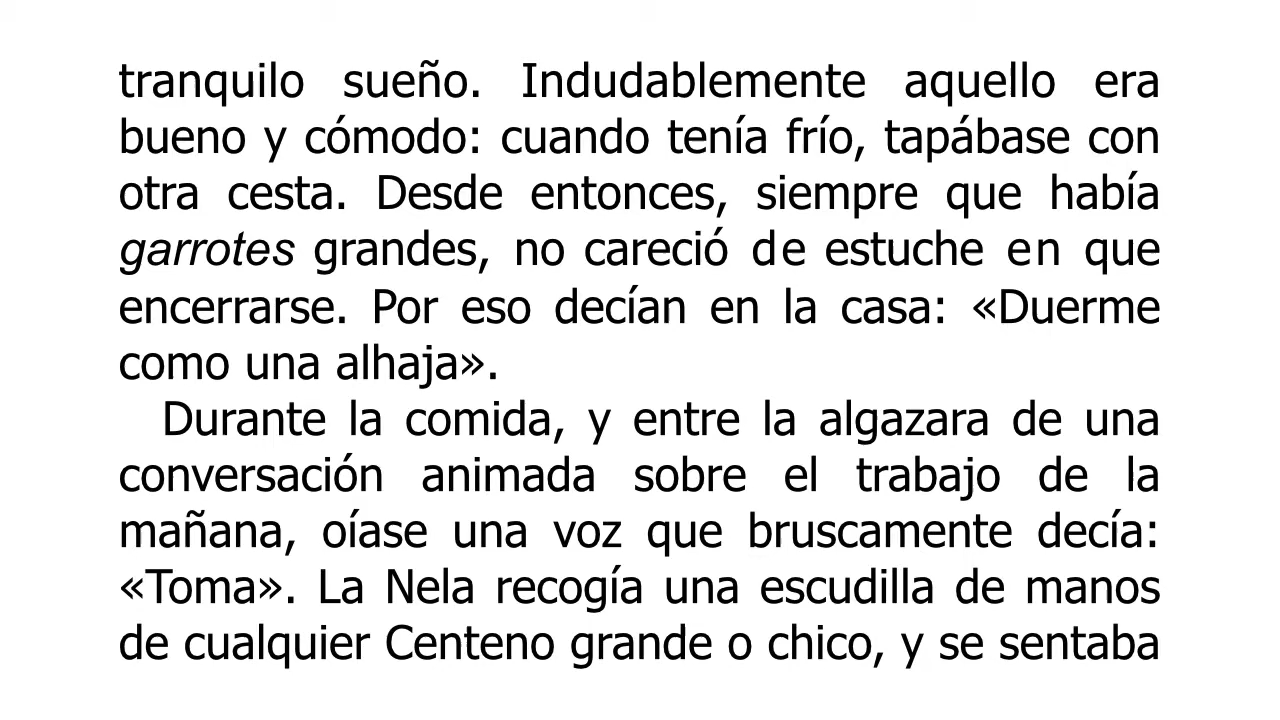 tranquilo sueño. Indudablemente aquello era
bueno y cómodo: cuando tenía frío, tapábase con
otra cesta. Desde entonces, siempre que había
garrotes grandes, no careció de estuche en que
encerrarse. Por eso decían en la casa: «Duerme
como una alhaja».
Durante la comida, y entre la algazara de una
conversación animada sobre el trabajo de la
mañana, oíase una voz que bruscamente decía:
«Toma». La Nela recogía una escudilla de manos
de cualquier Centeno grande o chico, y se sentaba